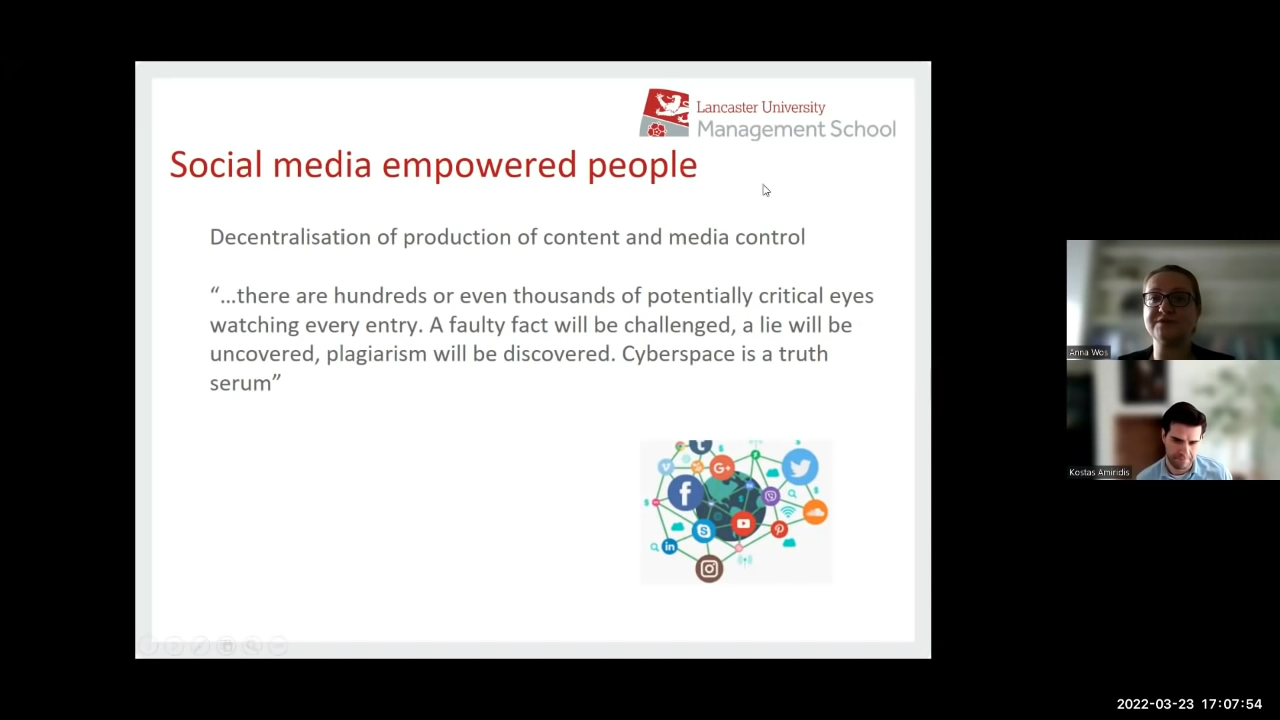 Lancaster University
Management School
Social media empowered people
Decentralisation of production of content and media control
“...there are hundreds or even thousands of potentially critical eyes
watching every entry. A faulty fact will be challenged, a lie will be
uncovered, plagiarism will be discovered. Cyberspace is a truth
serum”
Anna Wos
Kostas Amiridis
2022-03-23 17:07:54